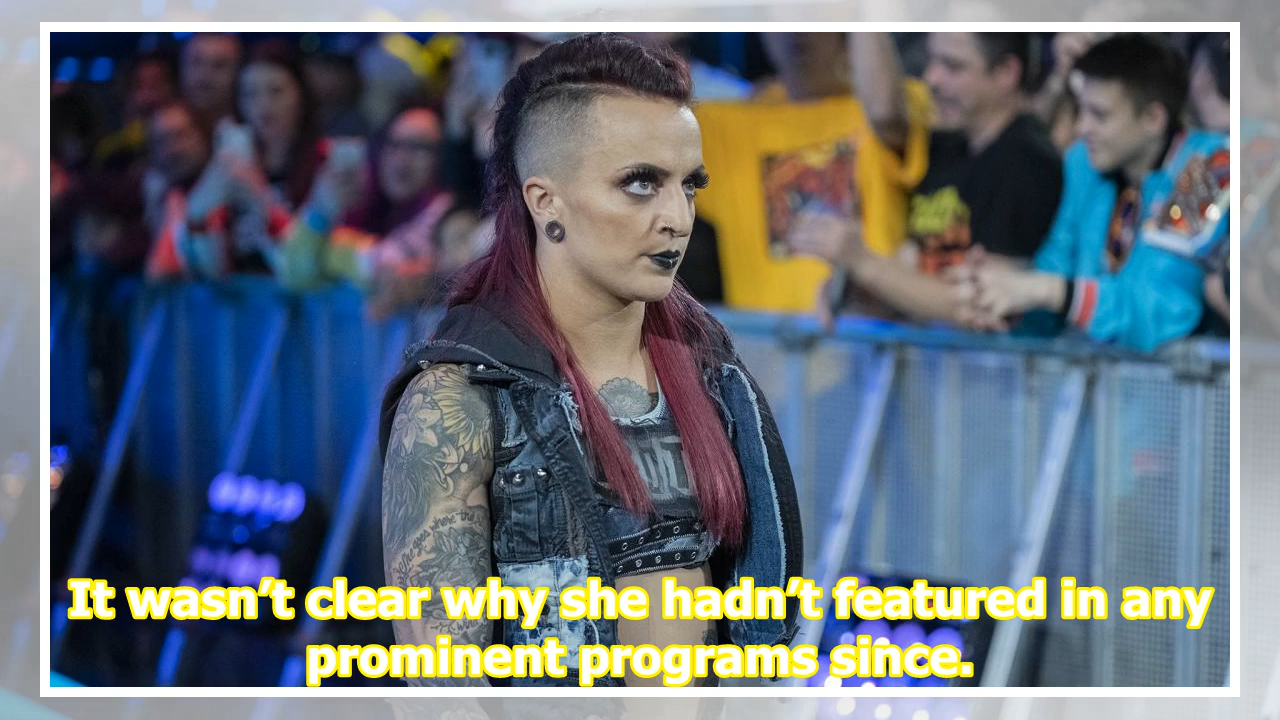 It wasn’t clear why she hadn’t featured in any
prominent programs since.